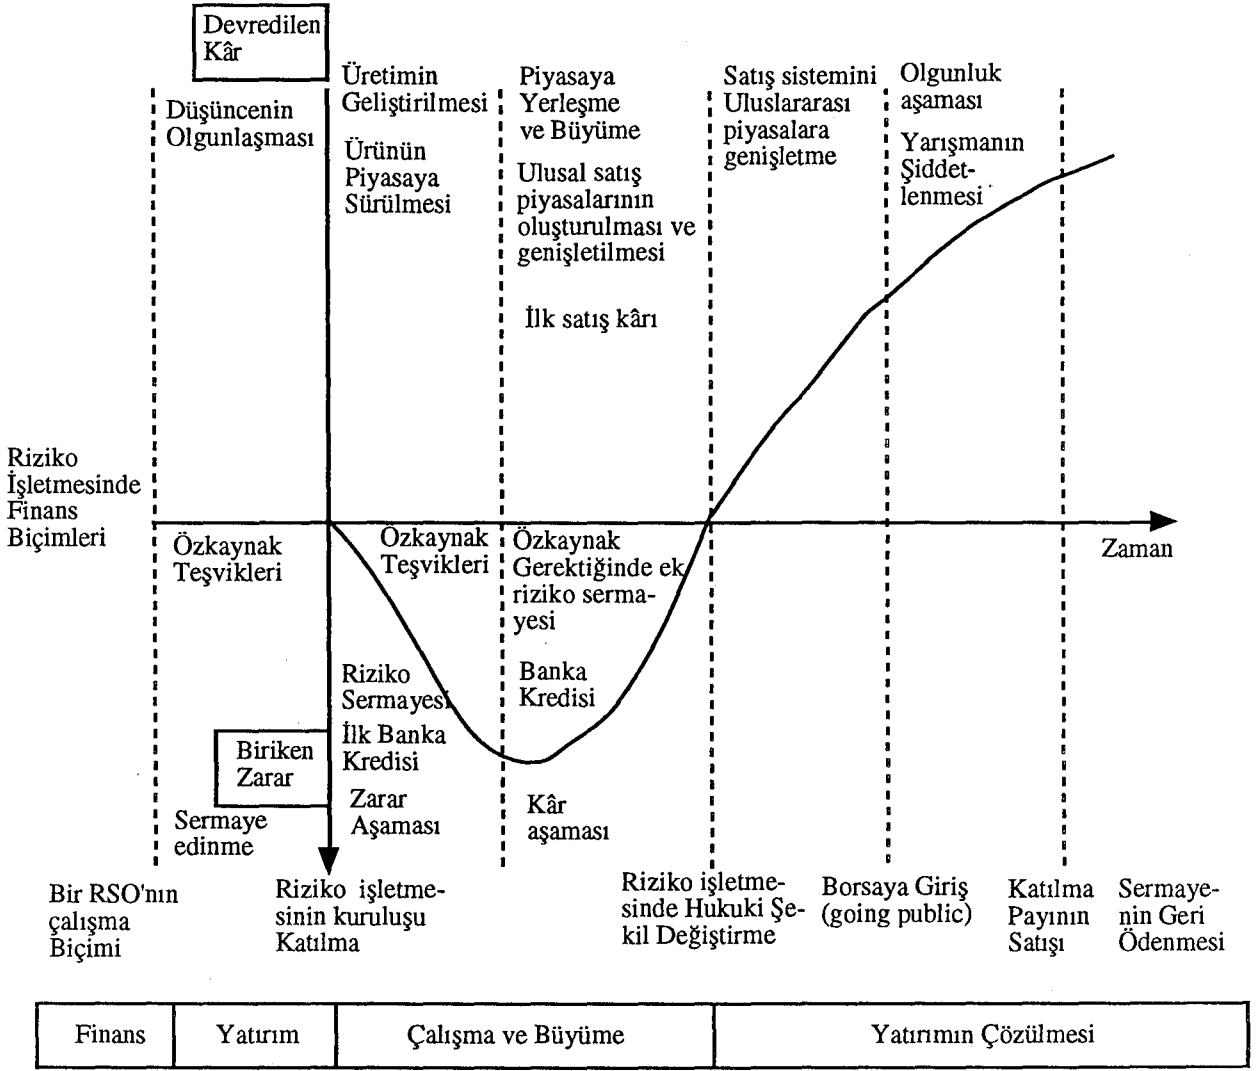 Devredilen
Kâr
Düşüncenin
Olgunlaşması
Üretimin
Geliştirilmesi
Ürünün
Piyasaya
Sürülmesi
Piyasaya
Yerleşme
ve Büyüme
Ulusal satış
piyasalarının
oluşturulması ve
genişletilmesi
İlk satış kârı
Satış sistemini
Uluslararası
piyasalara
genişletme
Olgunluk
aşaması
Yarışmanın
Şiddet-
lenmesi
Riziko
İşletmesinde
Finans
Biçimleri
Zaman
Özkaynak
Teşvikleri
Özkaynak
Teşvikleri
Özkaynak
Gerektiğinde ek
riziko serma-
yesi
Riziko
Sermayesi
İlk Banka
Kredisi
Banka
Kredisi
Biriken
Zarar
Sermaye
edinme
Zarar
Aşaması
Kâr
aşaması
Bir RSO'nın
çalışma
Biçimi
Riziko işletme-
sinin kuruluşu
Katılma
Riziko işletme-
sinde Hukuki Şe-
kil Değiştirme
Borsaya Giriş
(going public)
Katılma
Payının
Satışı
Sermaye-
nin Geri
Ödenmesi
Finans
Yatırım
Çalışma ve Büyüme
Yatırımın Çözülmesi